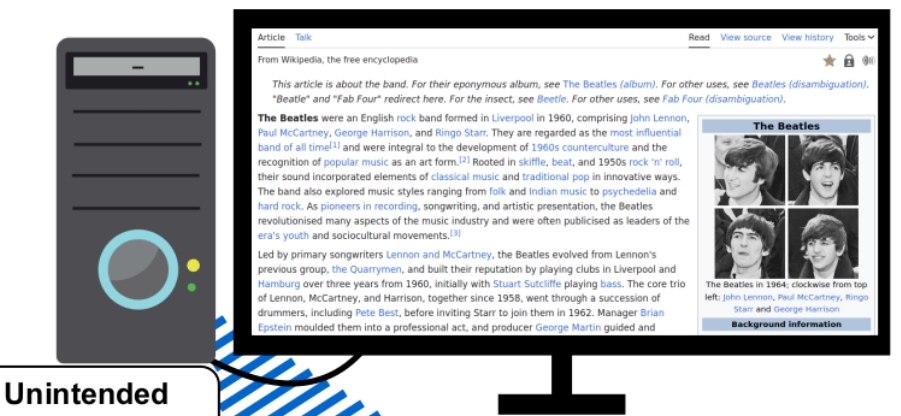 Article Talk Read View source View history Tools
From Wikipedia, the free encyclopedia
This article is about the band. For their eponymous album, see The Beatles (album). For other uses, see Beatles (disambiguation).
"Beatle" and "Fab Four" redirect here. For the insect, see Beetle. For other uses, see Fab Four (disambiguation).
The Beatles were an English rock band formed in Liverpool in 1960, comprising John Lennon,
Paul McCartney, George Harrison, and Ringo Starr. They are regarded as the most influential
band of all time[1] and were integral to the development of 1960s counterculture and the
recognition of popular music as an art form.[2] Rooted in skiffle, beat, and 1950s rock 'n' roll,
their sound incorporated elements of classical music and traditional pop in innovative ways.
The band also explored music styles ranging from folk and Indian music to psychedelia and
hard rock. As pioneers in recording, songwriting, and artistic presentation, the Beatles
revolutionised many aspects of the music industry and were often publicised as leaders of the
era's youth and sociocultural movements.[3]
Led by primary songwriters Lennon and McCartney, the Beatles evolved from Lennon's
previous group, the Quarrymen, and built their reputation by playing clubs in Liverpool and
Hamburg over three years from 1960, initially with Stuart Sutcliffe playing bass. The core trio
of Lennon, McCartney, and Harrison, together since 1958, went through a succession of
drummers, including Pete Best, before inviting Starr to join them in 1962. Manager Brian
Epstein moulded them into a professional act, and producer George Martin guided and
The Beatles
The Beatles in 1964; clockwise from top
left: John Lennon, Paul McCartney, Ringo
Starr and George Harrison
Background information
Unintended